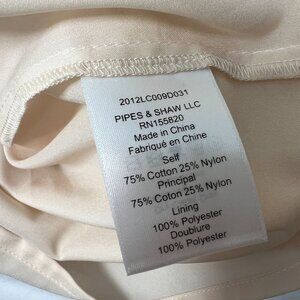 2012LC009D031
PIPES & SHAW LLC
RN155820
Made in China
Fabriqué en Chine
Self
75% Cotton 25% Nylon
Principal
75% Cotton 25% Nylon
Lining
100% Polyester
Doublure
100% Polyester